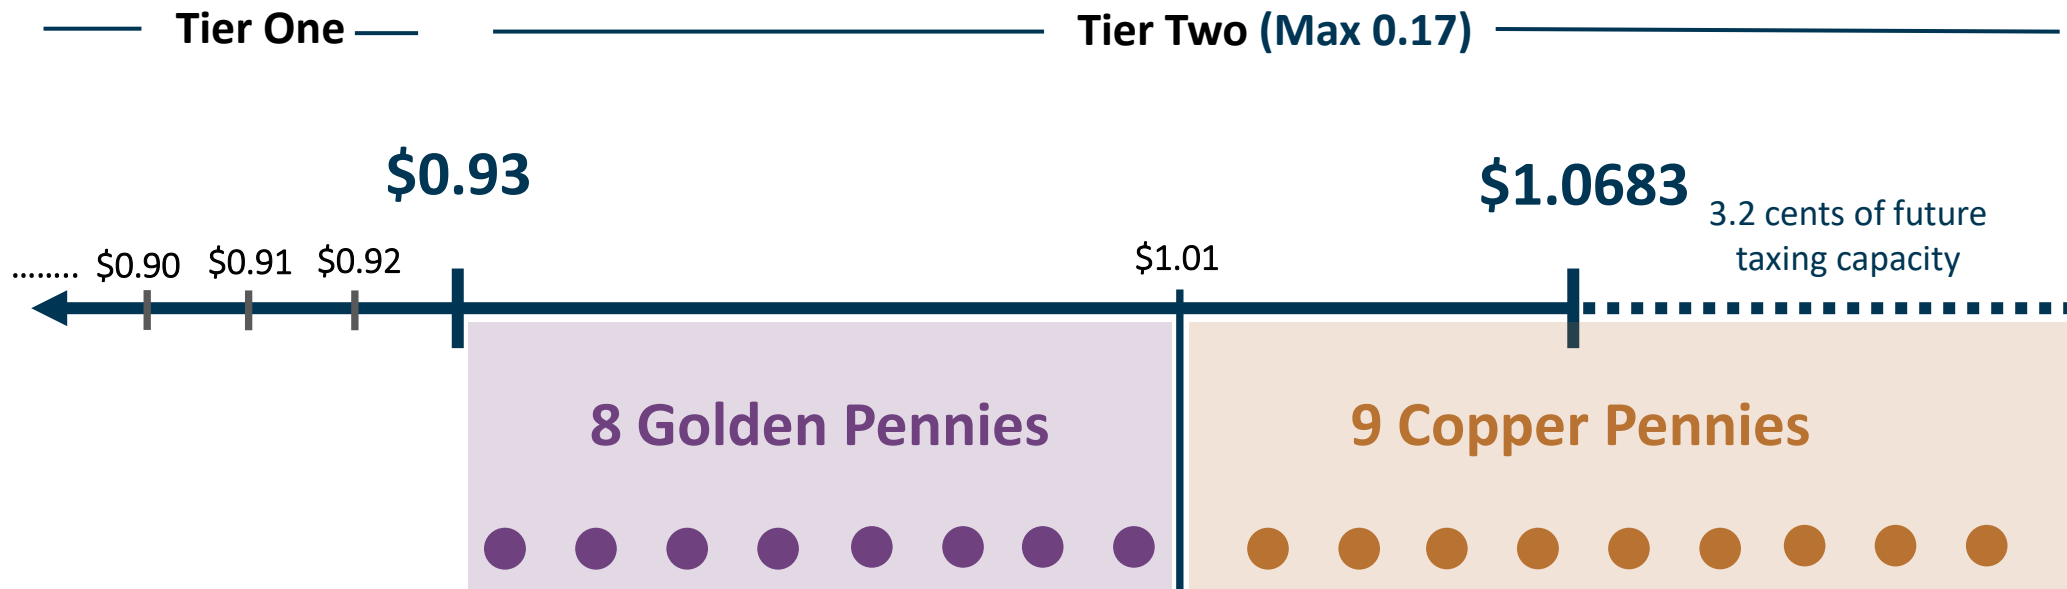 Tier One
Tier Two (Max 0.17)
$0.93
$1.0683
3.2 cents of future
taxing capacity
........ $0.90 $0.91 $0.92
$1.01
8 Golden Pennies
9 Copper Pennies